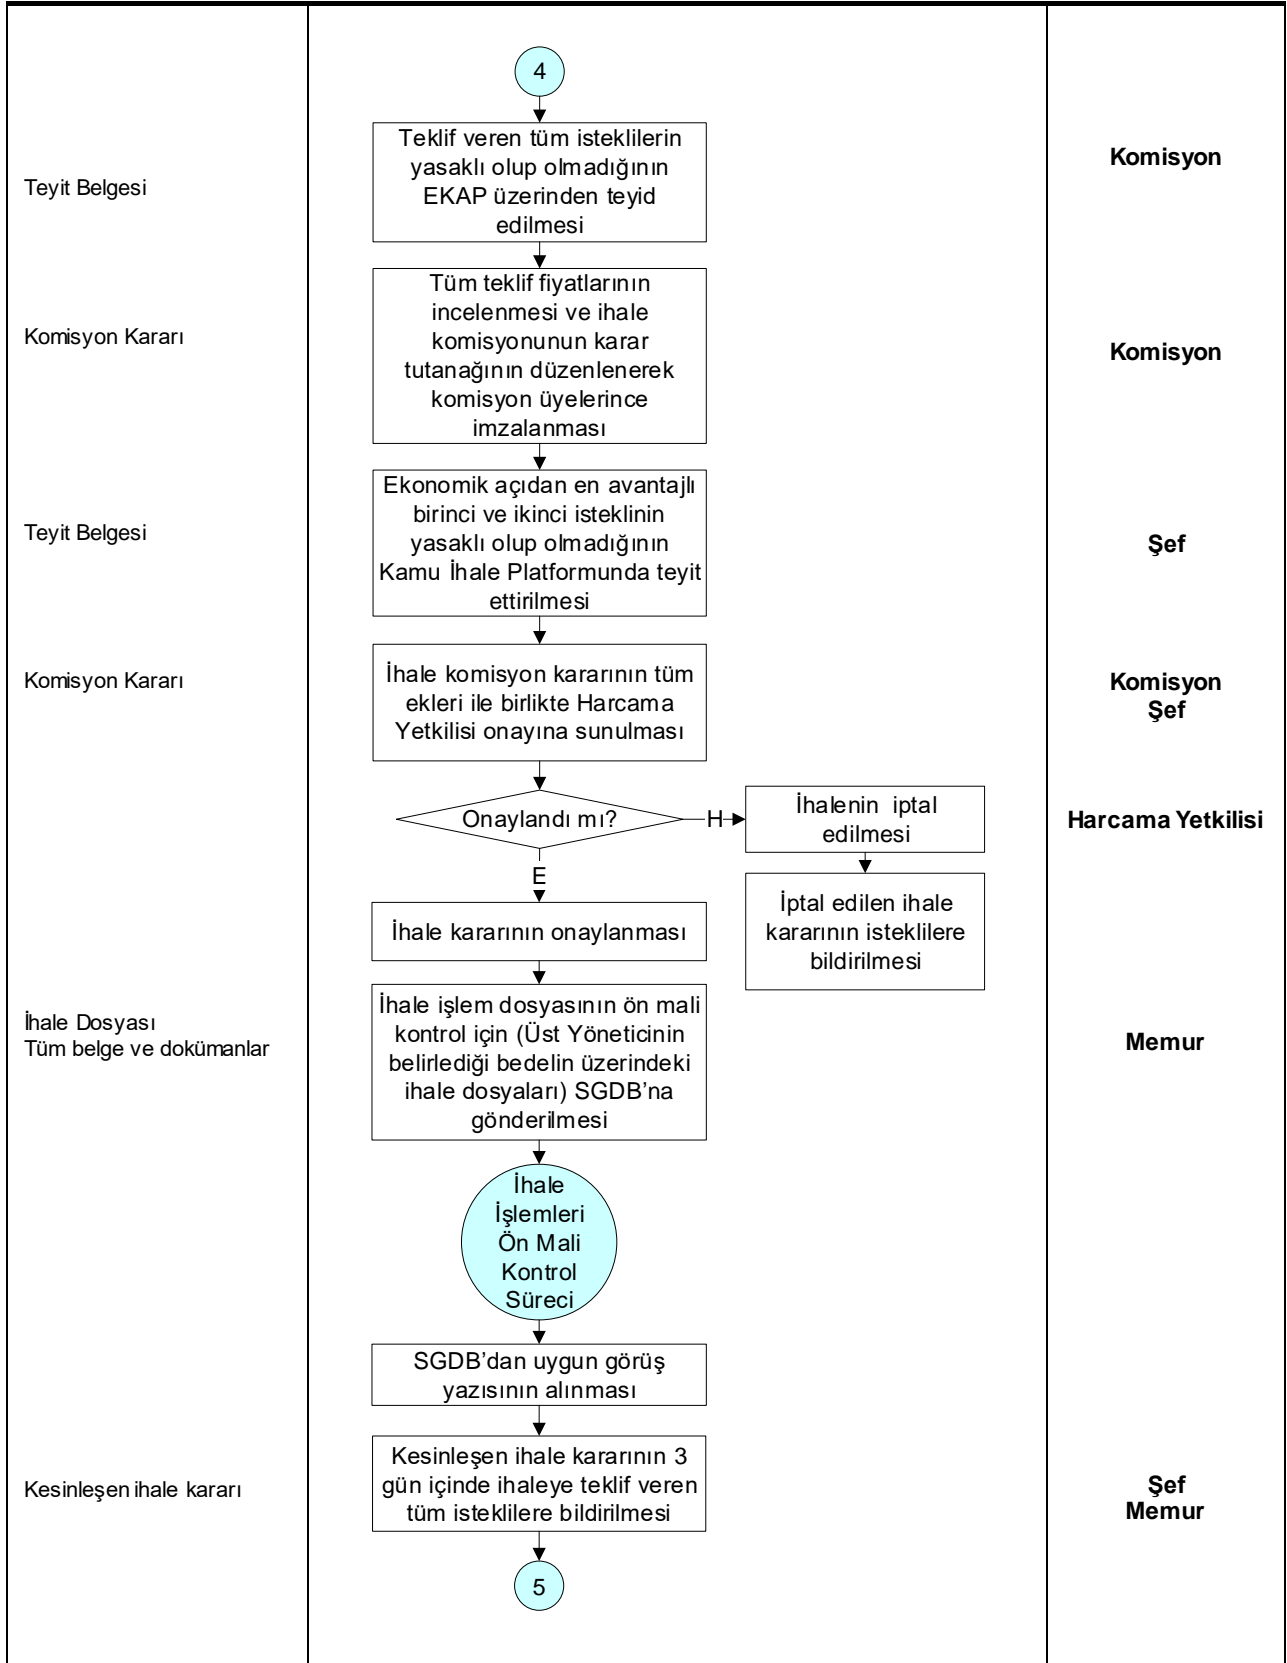 4
Teyit Belgesi
Teklif veren tüm isteklilerin
yasaklı olup olmadığının
EKAP üzerinden teyid
edilmesi
Komisyon
Komisyon Kararı
Tüm teklif fiyatlarının
incelenmesi ve ihale
komisyonunun karar
tutanağının düzenlenerek
komisyon üyelerince
imzalanması
Komisyon
Teyit Belgesi
Ekonomik açıdan en avantajlı
birinci ve ikinci isteklinin
yasaklı olup olmadığının
Kamu İhale Platformunda teyit
ettirilmesi
Şef
Komisyon Kararı
İhale komisyon kararının tüm
ekleri ile birlikte Harcama
Yetkilisi onayına sunulması
Komisyon
Şef
Onaylandı mı?
H
İhalenin iptal
edilmesi
Harcama Yetkilisi
E
İptal edilen ihale
kararının isteklilere
bildirilmesi
İhale kararının onaylanması
İhale Dosyası
Tüm belge ve dokümanlar
İhale işlem dosyasının ön mali
kontrol için (Üst Yöneticinin
belirlediği bedelin üzerindeki
ihale dosyaları) SGDB’na
gönderilmesi
Memur
İhale
İşlemleri
Ön Mali
Kontrol
Süreci
SGDB’dan uygun görüş
yazısının alınması
Kesinleşen ihale kararı
Kesinleşen ihale kararının 3
gün içinde ihaleye teklif veren
tüm isteklilere bildirilmesi
Şef
Memur
5